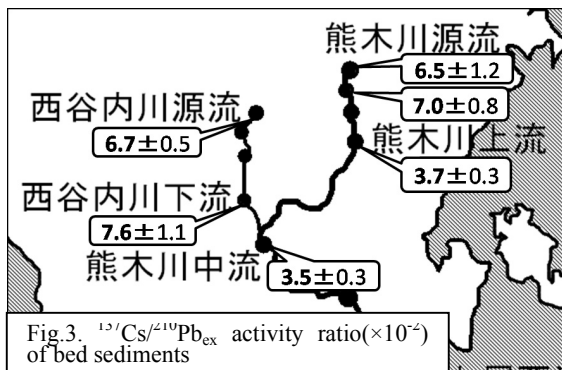 熊木川源流
6.5±1.2
7.0±0.8
西谷内川源流
6.7±0.5
熊木川上流
3.7±0.3
西谷内川下流
7.6±1.1
熊木川中流
3.5±0.3
Fig.3. ¹³⁷Cs/²¹⁰Pbₑₓ activity ratio(×10⁻²)
of bed sediments